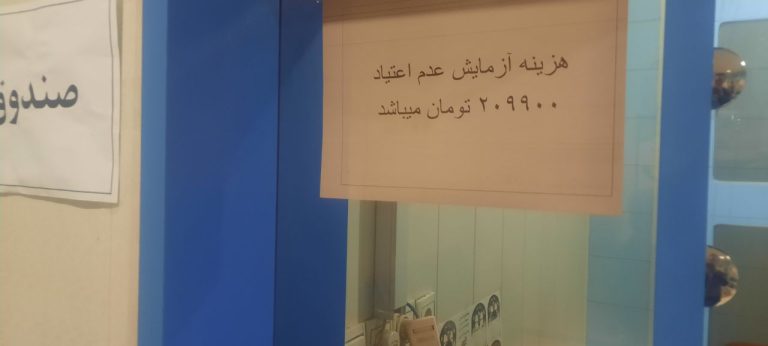 هزینه آزمایش عدم اعتیاد
۲۰۹۹۰۰ تومان میباشد
صندوق